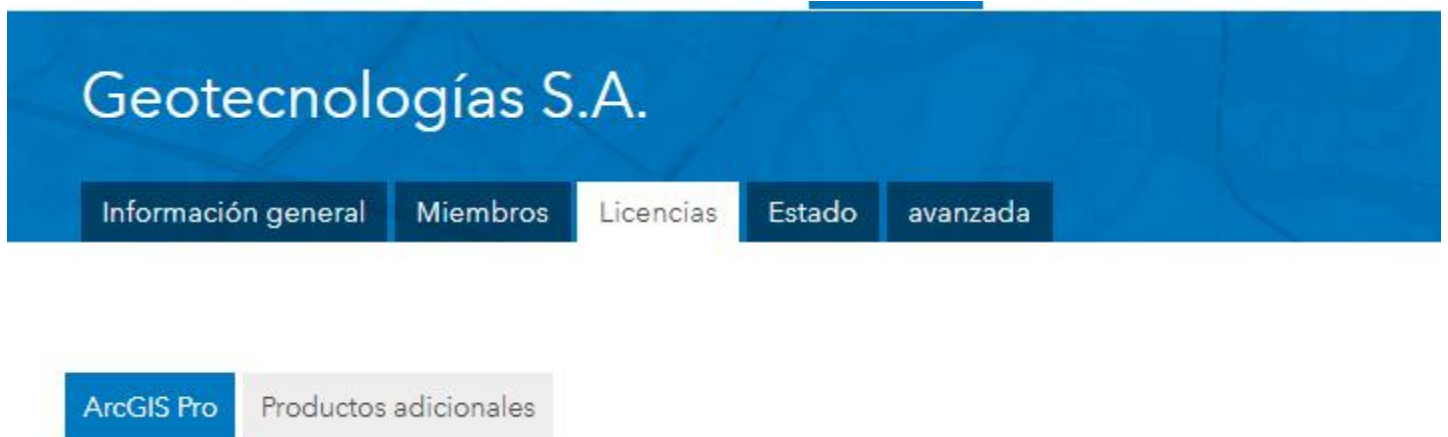 Geotecnologías S.A.
Información general Miembros Licencias Estado avanzada
ArcGIS Pro Productos adicionales